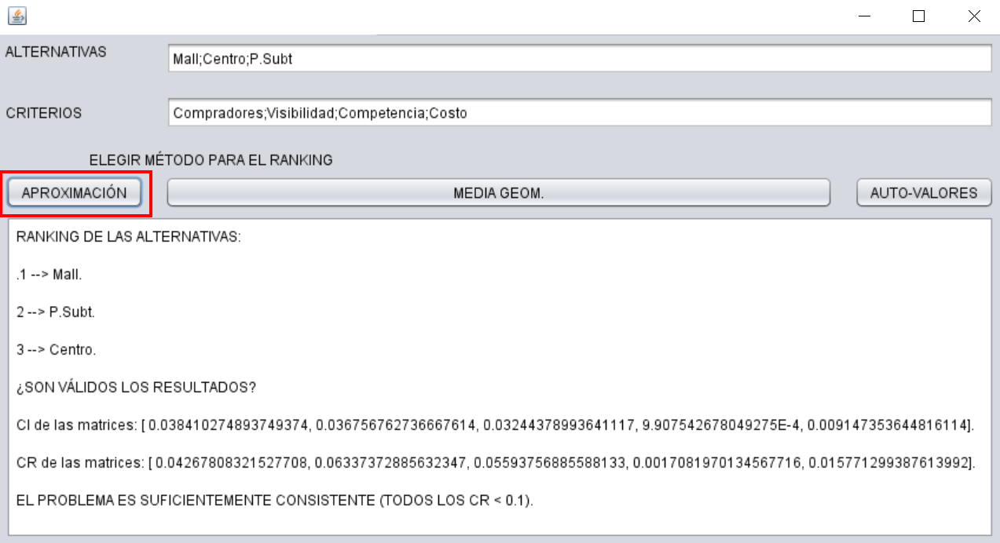 ALTERNATIVAS
Mall;Centro;P.Subt
CRITERIOS
Compradores;Visibilidad;Competencia;Costo
ELEGIR MÉTODO PARA EL RANKING
APROXIMACIÓN
MEDIA GEOM.
AUTO-VALORES
RANKING DE LAS ALTERNATIVAS:
.1 --> Mall.
2 --> P.Subt.
3 --> Centro.
¿SON VÁLIDOS LOS RESULTADOS?
CI de las matrices: [ 0.038410274893749374, 0.036756762736667614, 0.03244378993641117, 9.907542678049275E-4, 0.009147353644816114].
CR de las matrices: [ 0.04267808321527708, 0.06337372885632347, 0.05593756885588133, 0.0017081970134567716, 0.015771299387613992].
EL PROBLEMA ES SUFICIENTEMENTE CONSISTENTE (TODOS LOS CR < 0.1).